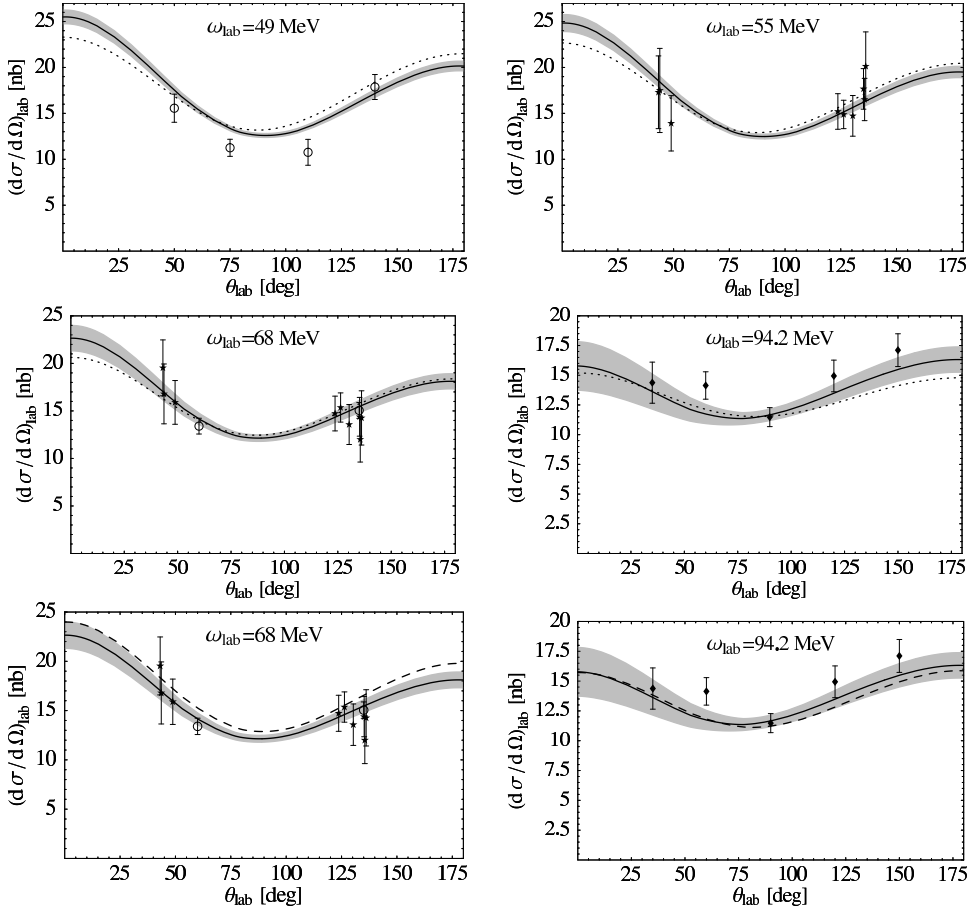 ω_lab=49 MeV
25
20
15
10
5
(dσ/dΩ)_lab [nb]
25 50 75 100 125 150 175
θ_lab [deg]
ω_lab=55 MeV
25
20
15
10
5
(dσ/dΩ)_lab [nb]
25 50 75 100 125 150 175
θ_lab [deg]
ω_lab=68 MeV
25
20
15
10
5
(dσ/dΩ)_lab [nb]
25 50 75 100 125 150 175
θ_lab [deg]
ω_lab=94.2 MeV
20
17.5
15
12.5
10
7.5
5
2.5
(dσ/dΩ)_lab [nb]
25 50 75 100 125 150 175
θ_lab [deg]
ω_lab=68 MeV
25
20
15
10
5
(dσ/dΩ)_lab [nb]
25 50 75 100 125 150 175
θ_lab [deg]
ω_lab=94.2 MeV
20
17.5
15
12.5
10
7.5
5
2.5
(dσ/dΩ)_lab [nb]
25 50 75 100 125 150 175
θ_lab [deg]